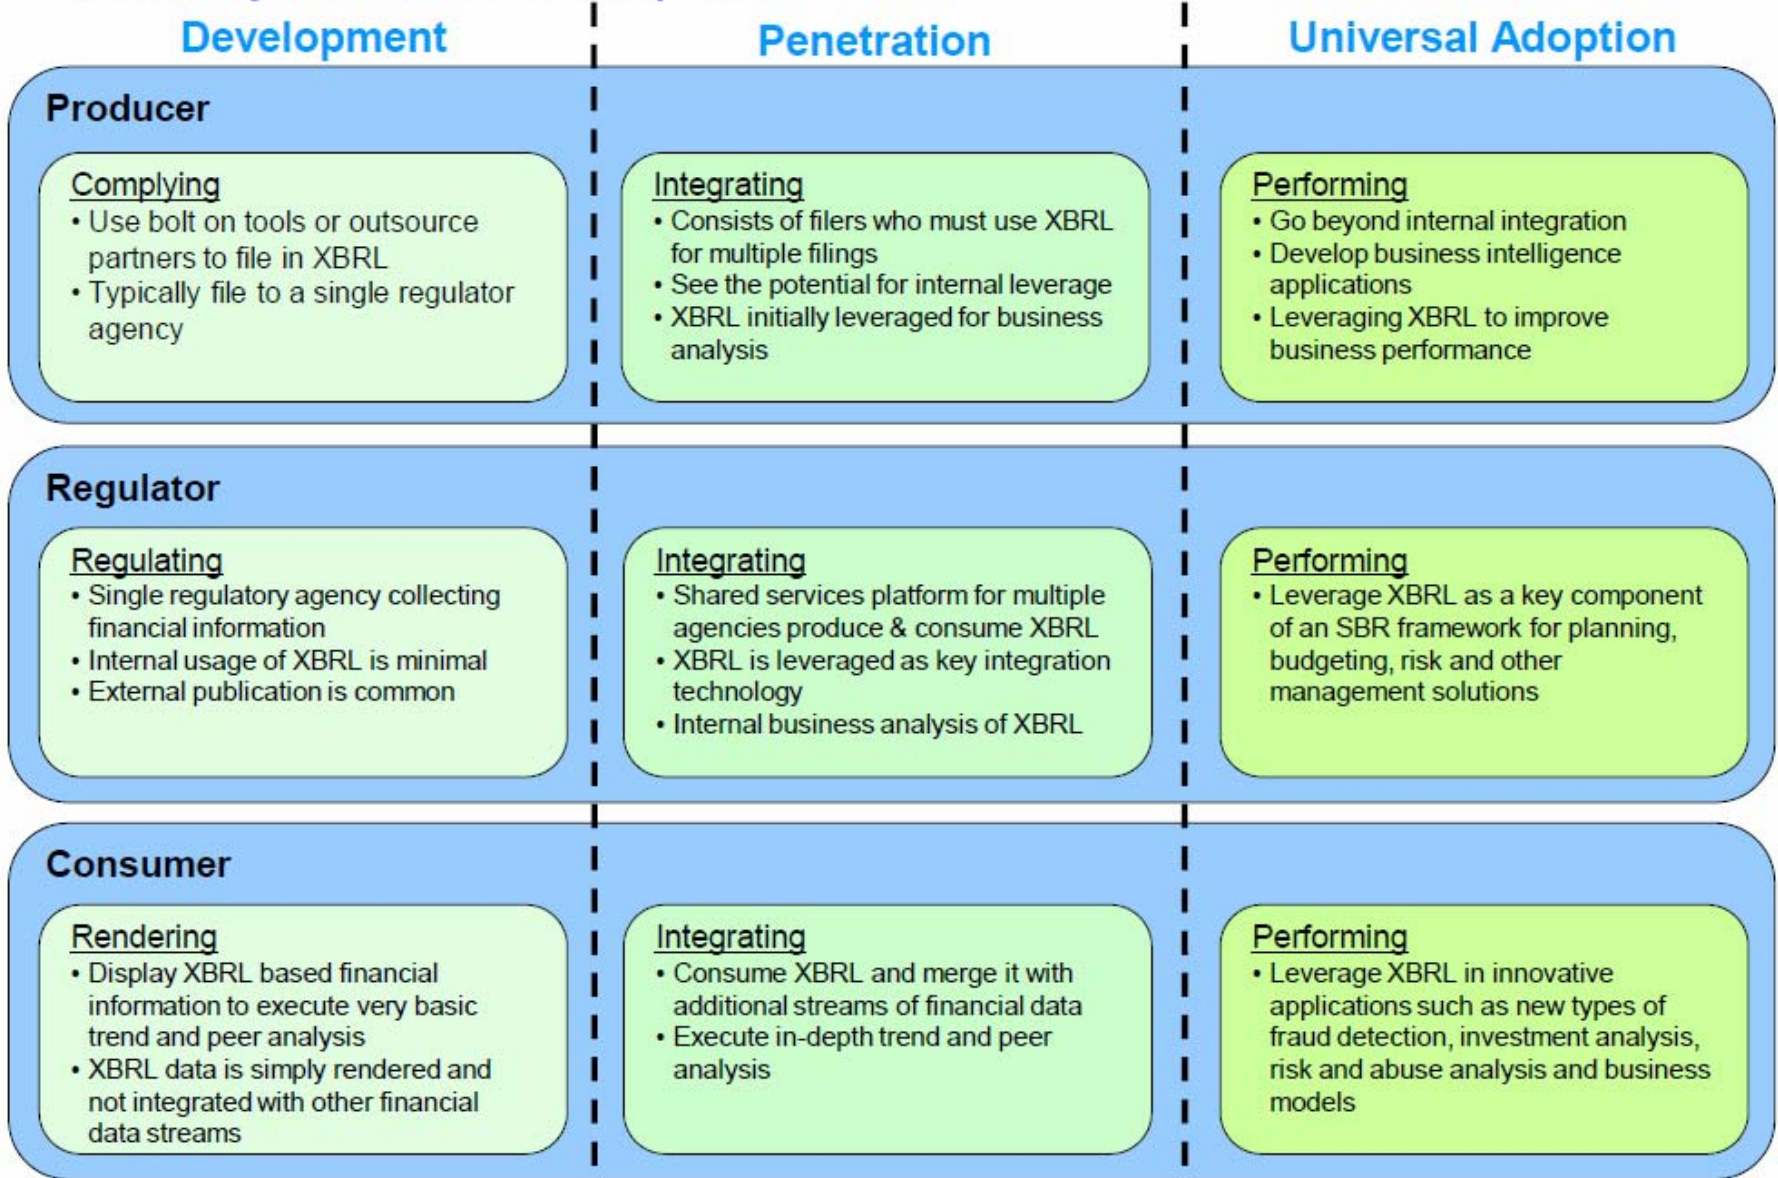 Development
Penetration
Universal Adoption
Producer
Complying
• Use bolt on tools or outsource
partners to file in XBRL
• Typically file to a single regulator
agency
Integrating
• Consists of filers who must use XBRL
for multiple filings
• See the potential for internal leverage
• XBRL initially leveraged for business
analysis
Performing
• Go beyond internal integration
• Develop business intelligence
applications
• Leveraging XBRL to improve
business performance
Regulator
Regulating
• Single regulatory agency collecting
financial information
• Internal usage of XBRL is minimal
• External publication is common
Integrating
• Shared services platform for multiple
agencies produce & consume XBRL
• XBRL is leveraged as key integration
technology
• Internal business analysis of XBRL
Performing
• Leverage XBRL as a key component
of an SBR framework for planning,
budgeting, risk and other
management solutions
Consumer
Rendering
• Display XBRL based financial
information to execute very basic
trend and peer analysis
• XBRL data is simply rendered and
not integrated with other financial
data streams
Integrating
• Consume XBRL and merge it with
additional streams of financial data
• Execute in-depth trend and peer
analysis
Performing
• Leverage XBRL in innovative
applications such as new types of
fraud detection, investment analysis,
risk and abuse analysis and business
models